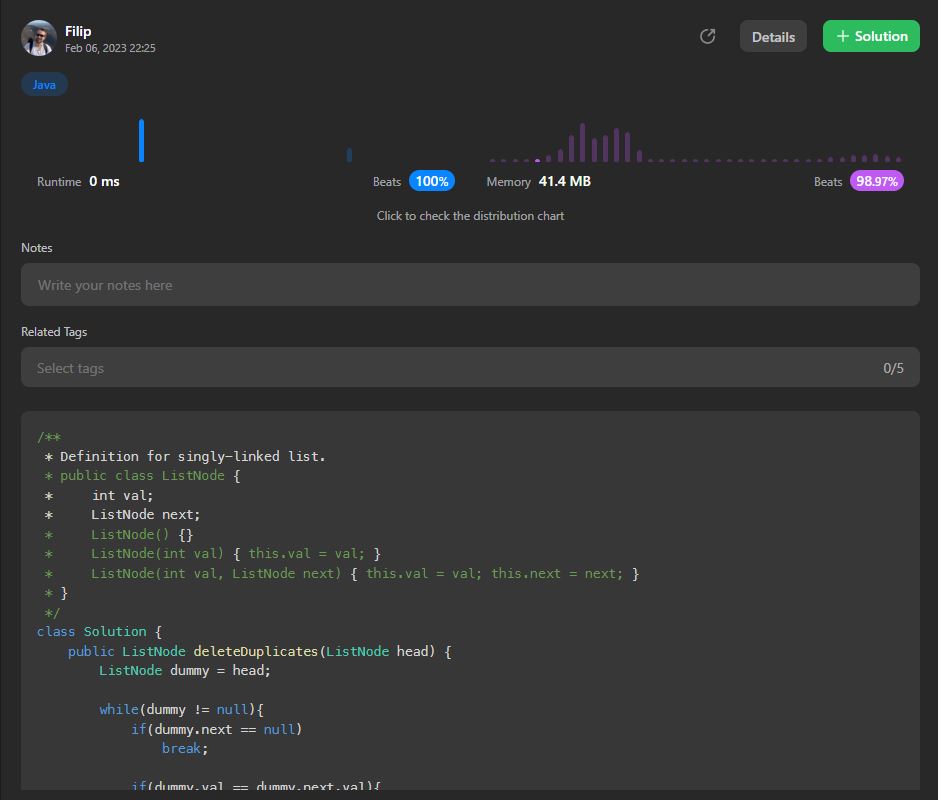 Filip
Feb 06, 2023 22:25
Details
+ Solution
Java
Runtime 0 ms
Beats 100%
Memory 41.4 MB
Beats 98.97%
Click to check the distribution chart
Notes
Write your notes here
Related Tags
Select tags
0/5
/**
 * Definition for singly-linked list.
 * public class ListNode {
 *     int val;
 *     ListNode next;
 *     ListNode() {}
 *     ListNode(int val) { this.val = val; }
 *     ListNode(int val, ListNode next) { this.val = val; this.next = next; }
 * }
 */
class Solution {
    public ListNode deleteDuplicates(ListNode head) {
        ListNode dummy = head;
        while(dummy != null){
            if(dummy.next == null)
                break;
            if(dummy.val == dummy.next.val){